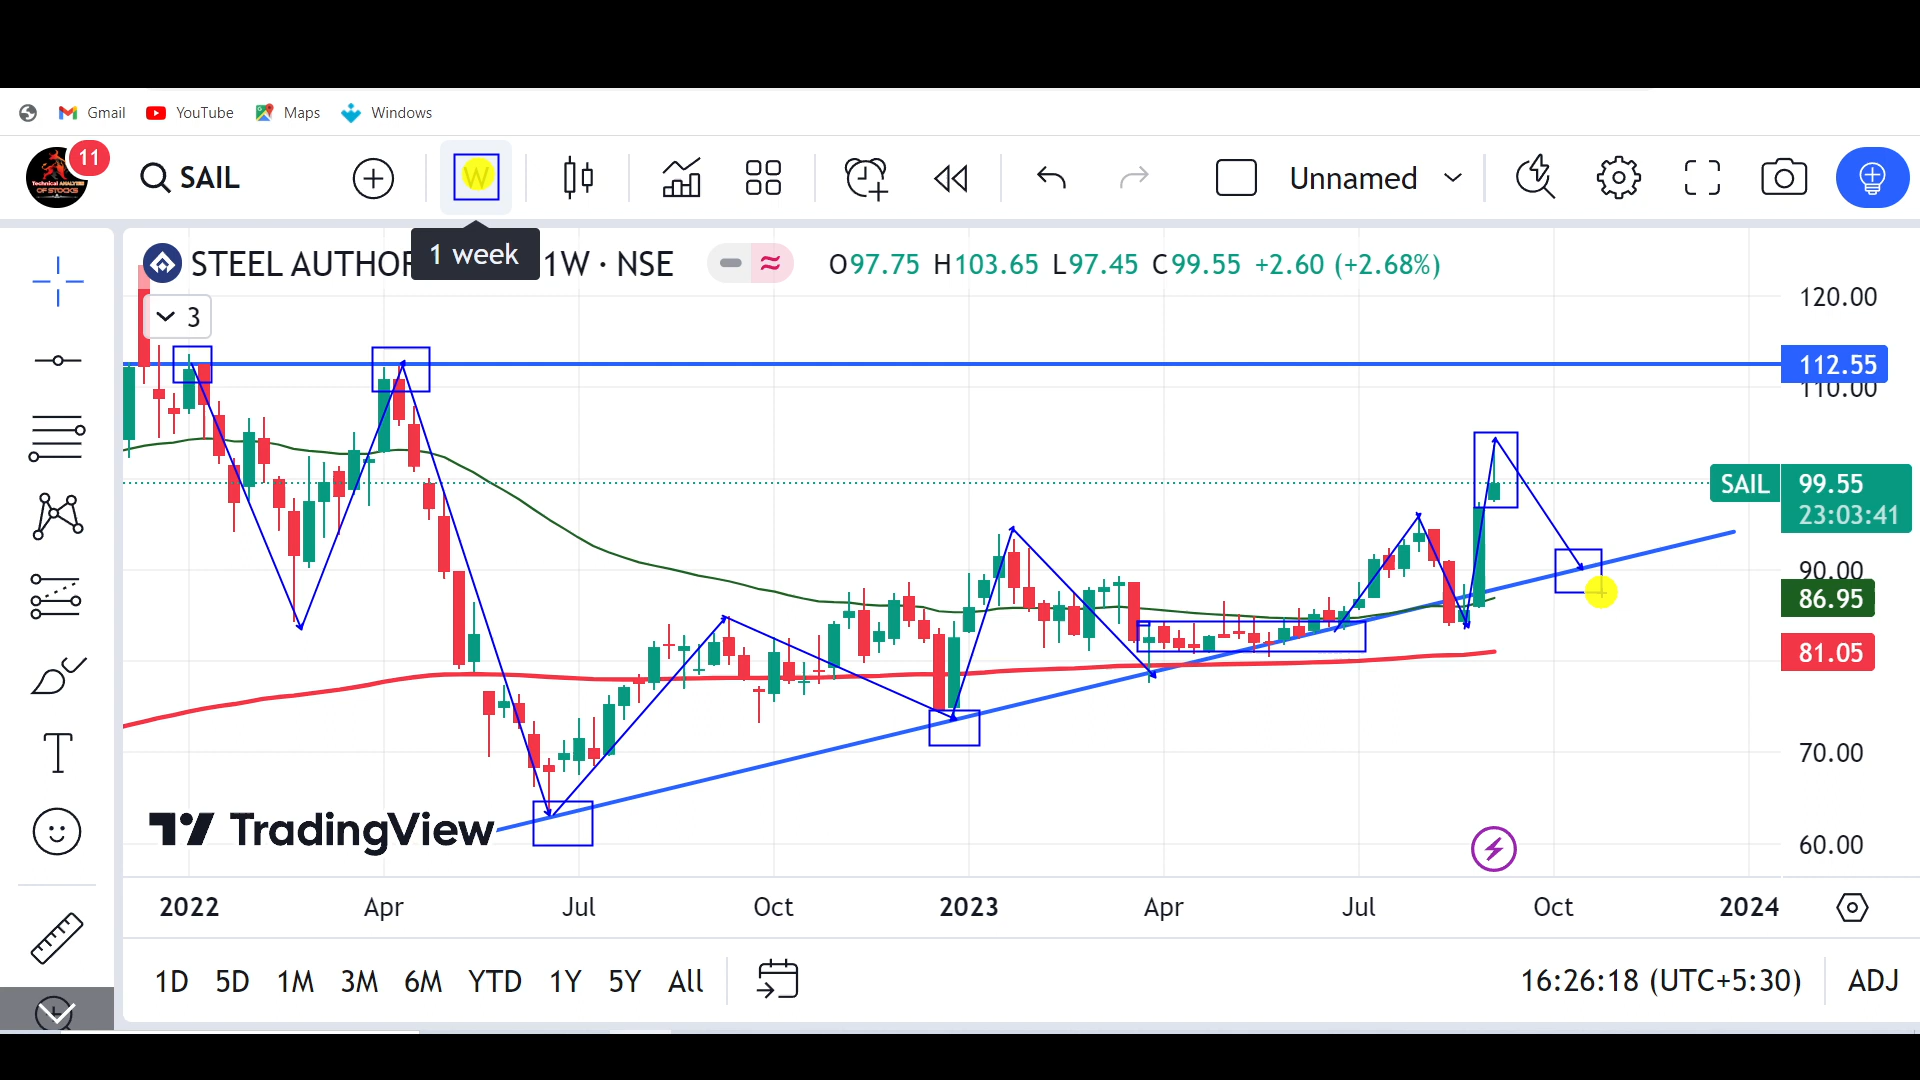 Gmail YouTube Maps Windows
11
SAIL W Unnamed
1 week
STEEL AUTHOR 1W · NSE O97.75 H103.65 L97.45 C99.55 +2.60 (+2.68%)
3
120.00
112.55
110.00
SAIL 99.55
23:03:41
90.00
86.95
81.05
70.00
60.00
TradingView
2022 Apr Jul Oct 2023 Apr Jul Oct 2024
1D 5D 1M 3M 6M YTD 1Y 5Y All 16:26:18 (UTC+5:30) ADJ